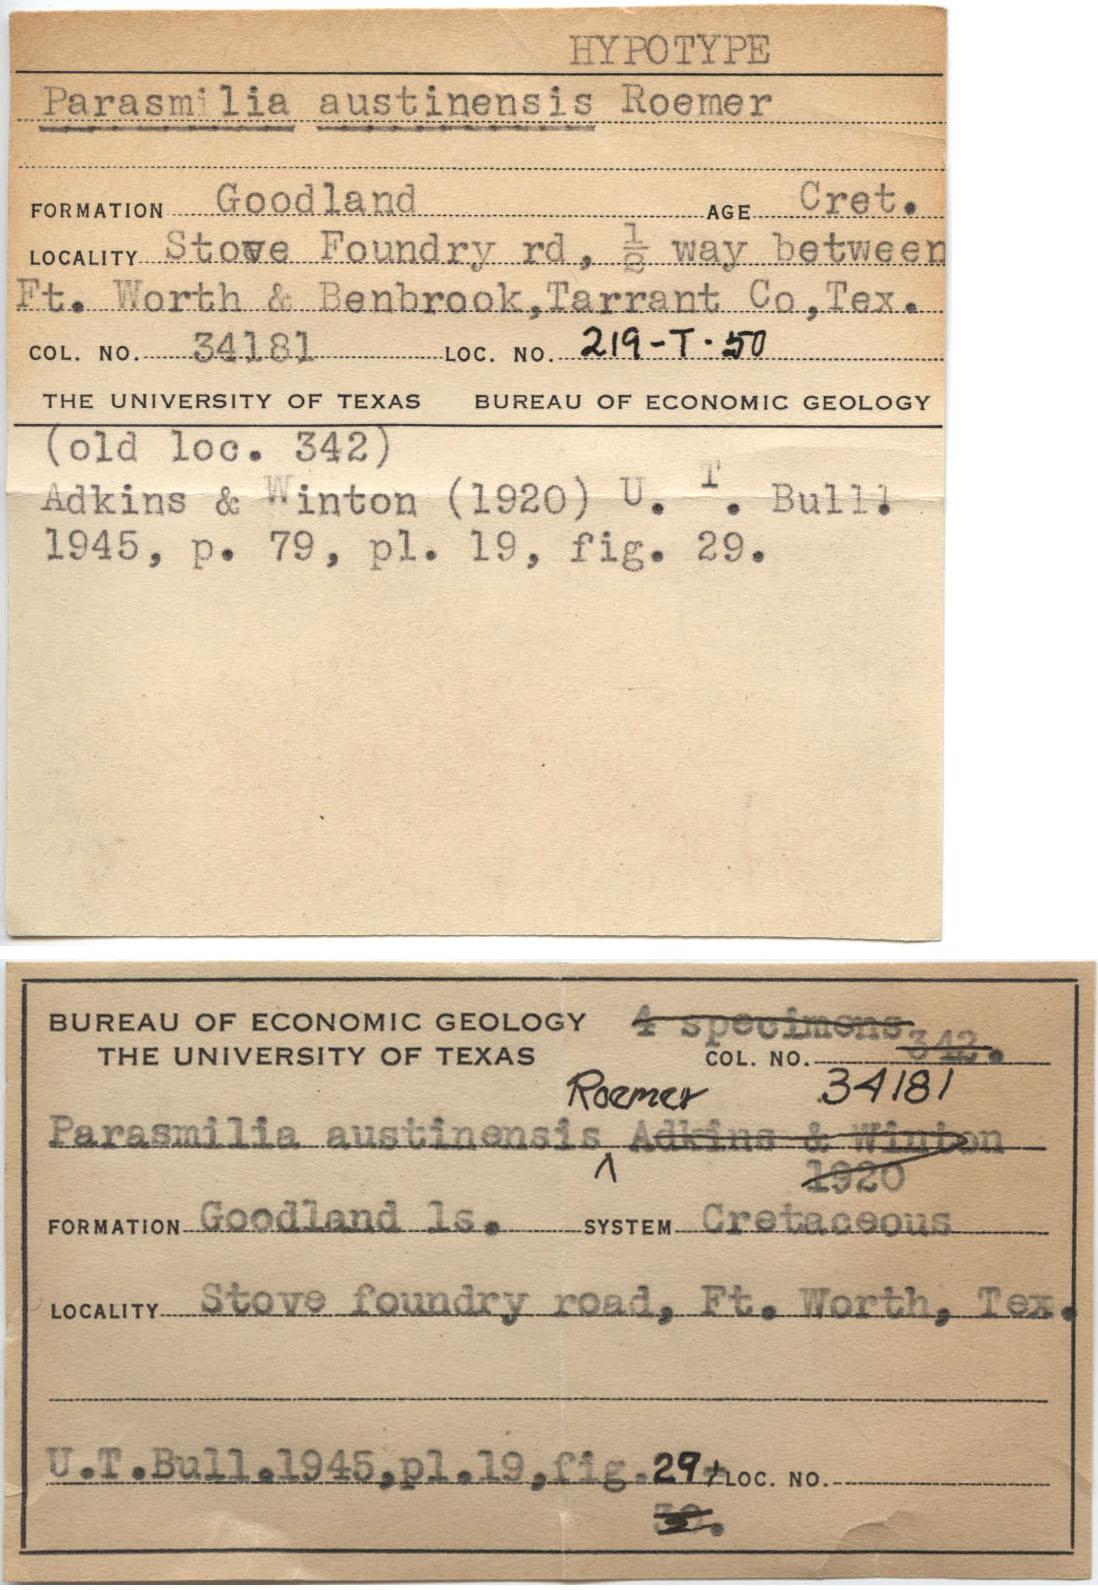 HYPOTYPE
Parasmilia austinensis Roemer
FORMATION Goodland AGE Cret.
LOCALITY Stove Foundry rd, 1/2 way between
Ft. Worth & Benbrook, Tarrant Co, Tex.
COL. NO. 34181 LOC. NO. 219-T-50
THE UNIVERSITY OF TEXAS BUREAU OF ECONOMIC GEOLOGY
(old loc. 342)
Adkins & Winton (1920) U. T. Bull.
1945, p. 79, pl. 19, fig. 29.
BUREAU OF ECONOMIC GEOLOGY 4 specimens
THE UNIVERSITY OF TEXAS COL. NO. 342.
Roemer 34181
Parasmilia austinensis ^ Adkins & Winton
1920
FORMATION Goodland ls. SYSTEM Cretaceous
LOCALITY Stove foundry road, Ft. Worth, Tex.
U.T.Bull.1945,pl.19,fig.29 LOC. NO.
30.